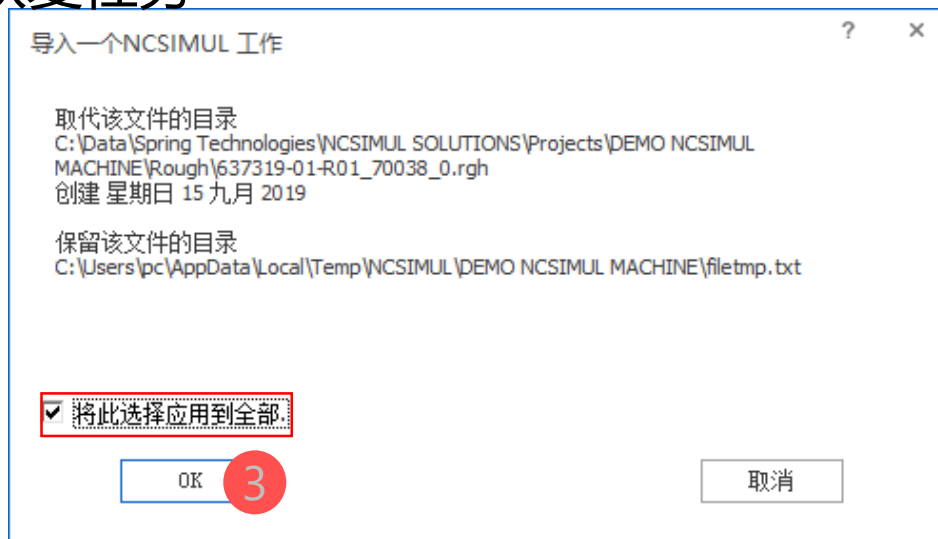 导入一个NCSIMUL 工作
? ×
取代该文件的目录
C:\Data\Spring Technologies\NCSIMUL SOLUTIONS\Projects\DEMO NCSIMUL
MACHINE\Rough\637319-01-R01_70038_0.rgh
创建 星期日 15 九月 2019
保留该文件的目录
C:\Users\pc\AppData\Local\Temp\NCSIMUL\DEMO NCSIMUL MACHINE\filetmp.txt
将此选择应用到全部.
OK 3 取消